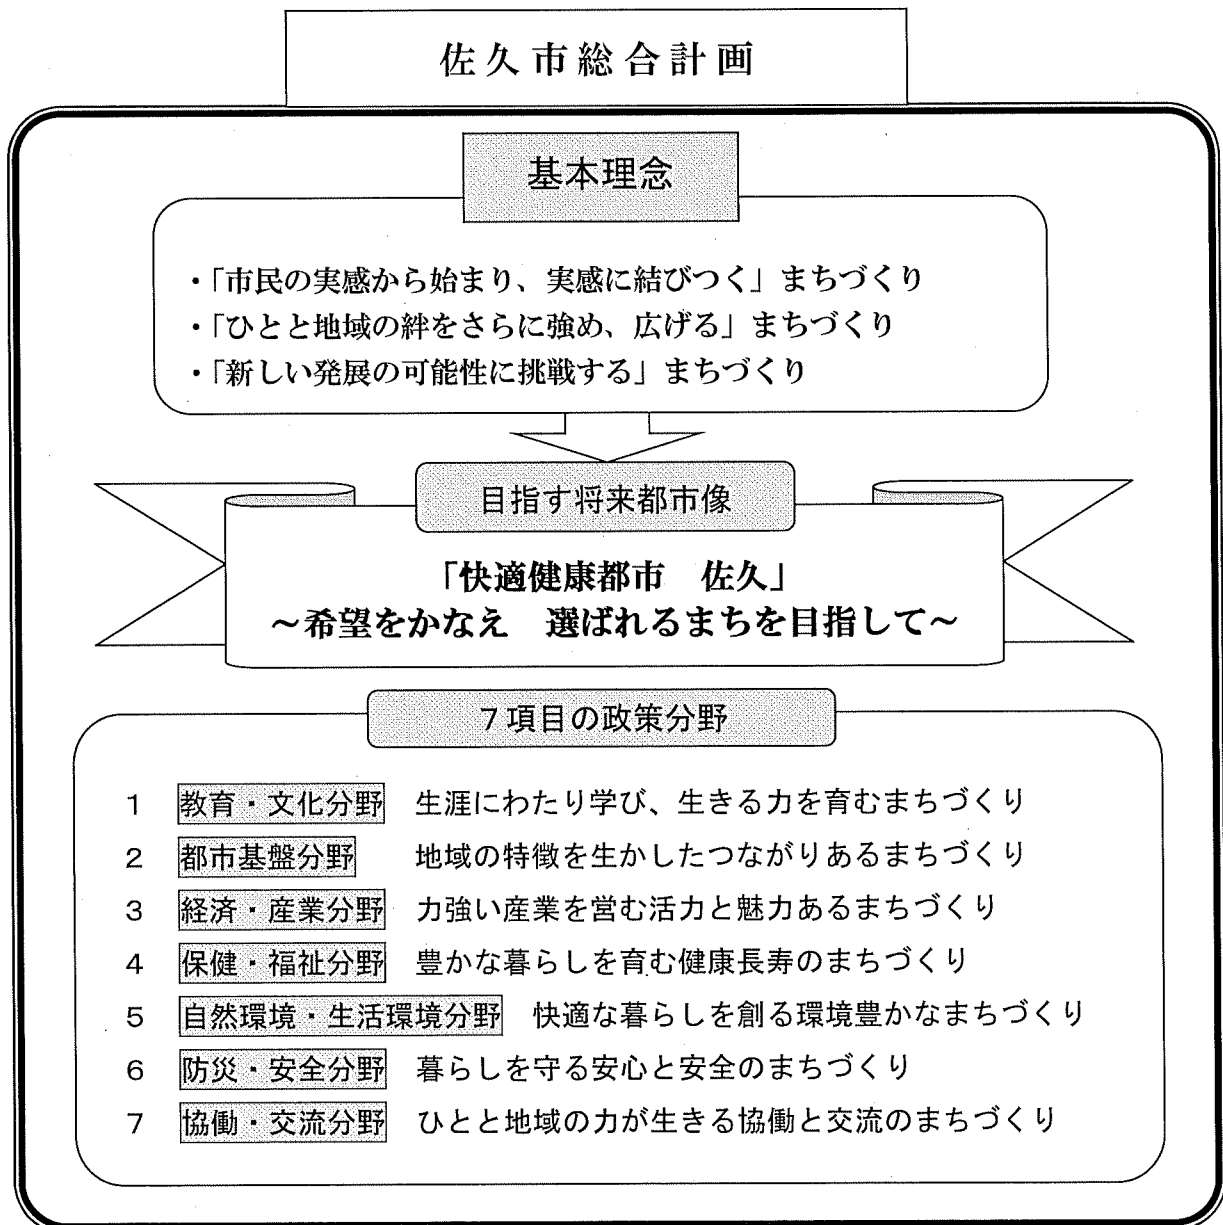 佐久市総合計画
基本理念
・「市民の実感から始まり、実感に結びつく」まちづくり
・「ひとと地域の絆をさらに強め、広げる」まちづくり
・「新しい発展の可能性に挑戦する」まちづくり
目指す将来都市像
「快適健康都市　佐久」
～希望をかなえ　選ばれるまちを目指して～
７項目の政策分野
1 教育・文化分野 生涯にわたり学び、生きる力を育むまちづくり
2 都市基盤分野 地域の特徴を生かしたつながりあるまちづくり
3 経済・産業分野 力強い産業を営む活力と魅力あるまちづくり
4 保健・福祉分野 豊かな暮らしを育む健康長寿のまちづくり
5 自然環境・生活環境分野 快適な暮らしを創る環境豊かなまちづくり
6 防災・安全分野 暮らしを守る安心と安全のまちづくり
7 協働・交流分野 ひとと地域の力が生きる協働と交流のまちづくり